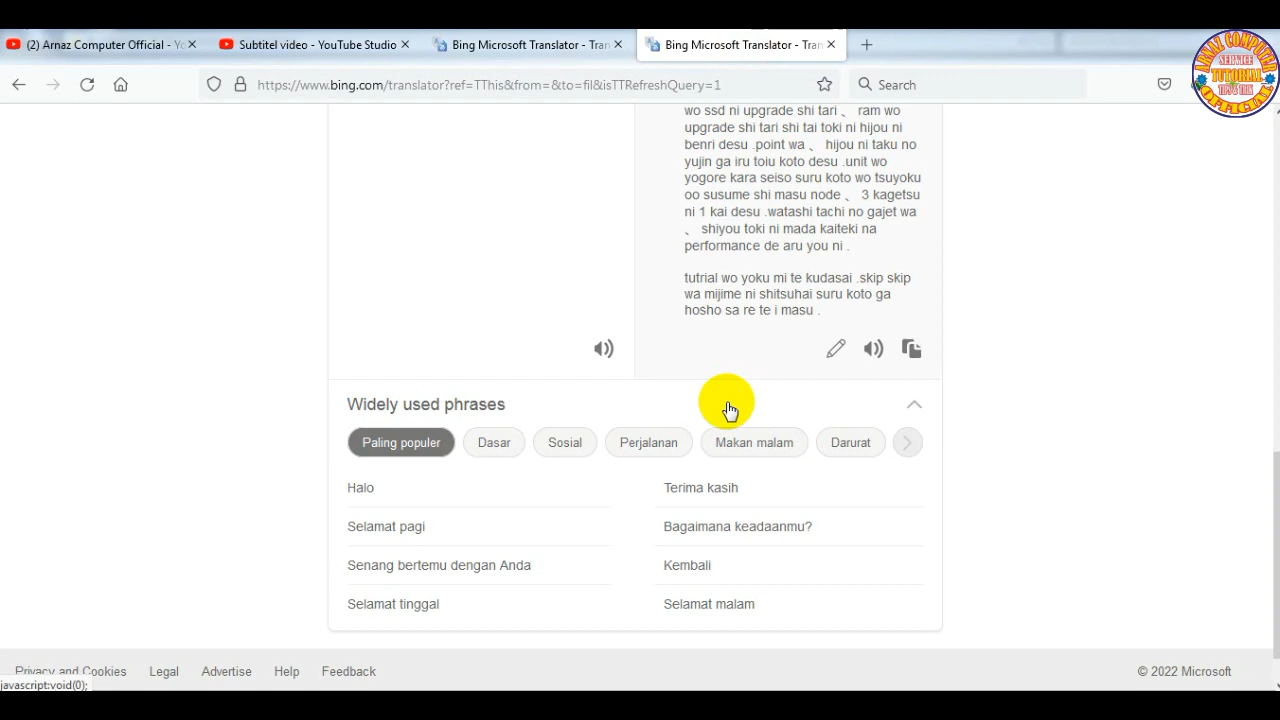 (2) Arnaz Computer Official - Yo
Subtitel video - YouTube Studio
Bing Microsoft Translator - Tran
Bing Microsoft Translator - Tran
https://www.bing.com/translator?ref=TThis&from=&to=fil&isTTRefreshQuery=1
Search
ARNAZ COMPUTER
SERVICE
TUTORIAL
TIPS & TRIK
OFFICIAL
wo ssd ni upgrade shi tari 、 ram wo
upgrade shi tari shi tai toki ni hijou ni
benri desu .point wa 、 hijou ni taku no
yujin ga iru toiu koto desu .unit wo
yogore kara seiso suru koto wo tsuyoku
oo susume shi masu node 、 3 kagetsu
ni 1 kai desu .watashi tachi no gajet wa
、 shiyou toki ni mada kaiteki na
performance de aru you ni .
tutrial wo yoku mi te kudasai .skip skip
wa mijime ni shitsuhai suru koto ga
hosho sa re te i masu .
Widely used phrases
Paling populer
Dasar
Sosial
Perjalanan
Makan malam
Darurat
Halo
Terima kasih
Selamat pagi
Bagaimana keadaanmu?
Senang bertemu dengan Anda
Kembali
Selamat tinggal
Selamat malam
Privacy and Cookies
Legal
Advertise
Help
Feedback
© 2022 Microsoft
javascript:void(0);